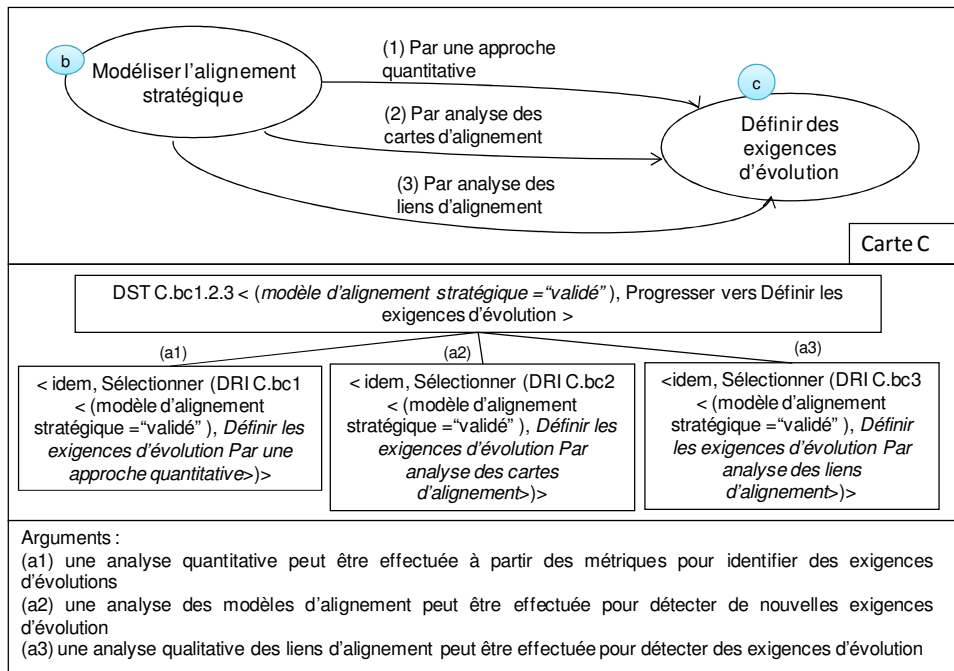 b
Modéliser l'alignement
stratégique
(1) Par une approche
quantitative
(2) Par analyse des
cartes d'alignement
(3) Par analyse des
liens d'alignement
c
Définir des
exigences
d'évolution
Carte C
DST C.bc1.2.3 < (modèle d'alignement stratégique ="validé" ), Progresser vers Définir les
exigences d'évolution >
(a1)
(a2)
(a3)
< idem, Sélectionner (DRI C.bc1
< (modèle d'alignement
stratégique ="validé" ), Définir les
exigences d'évolution Par une
approche quantitative>)>
< idem, Sélectionner (DRI C.bc2
< (modèle d'alignement
stratégique ="validé" ), Définir les
exigences d'évolution Par
analyse des cartes
d'alignement>)>
<idem, Sélectionner (DRI C.bc3
< (modèle d'alignement
stratégique ="validé" ), Définir
les exigences d'évolution Par
analyse des liens
d'alignement>)>
Arguments :
(a1) une analyse quantitative peut être effectuée à partir des métriques pour identifier des exigences
d'évolutions
(a2) une analyse des modèles d'alignement peut être effectuée pour détecter de nouvelles exigences
d'évolution
(a3) une analyse qualitative des liens d'alignement peut être effectuée pour détecter des exigences d'évolution